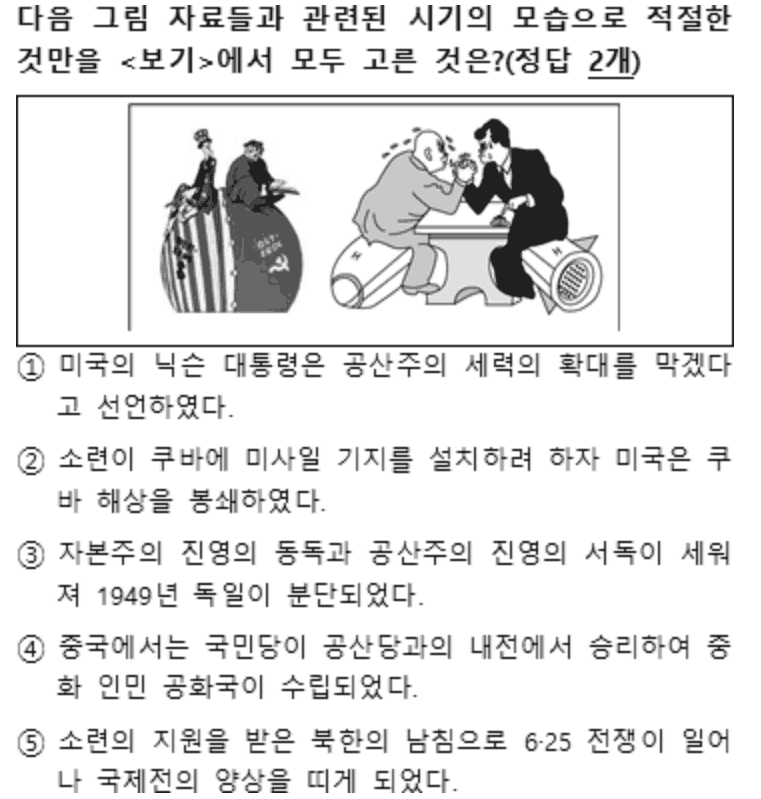 다음 그림 자료들과 관련된 시기의 모습으로 적절한
것만을 <보기>에서 모두 고른 것은?(정답 2개)
H
H
① 미국의 닉슨 대통령은 공산주의 세력의 확대를 막겠다
고 선언하였다.
② 소련이 쿠바에 미사일 기지를 설치하려 하자 미국은 쿠
바 해상을 봉쇄하였다.
③ 자본주의 진영의 동독과 공산주의 진영의 서독이 세워
져 1949년 독일이 분단되었다.
④ 중국에서는 국민당이 공산당과의 내전에서 승리하여 중
화 인민 공화국이 수립되었다.
⑤ 소련의 지원을 받은 북한의 남침으로 6·25 전쟁이 일어
나 국제전의 양상을 띠게 되었다.